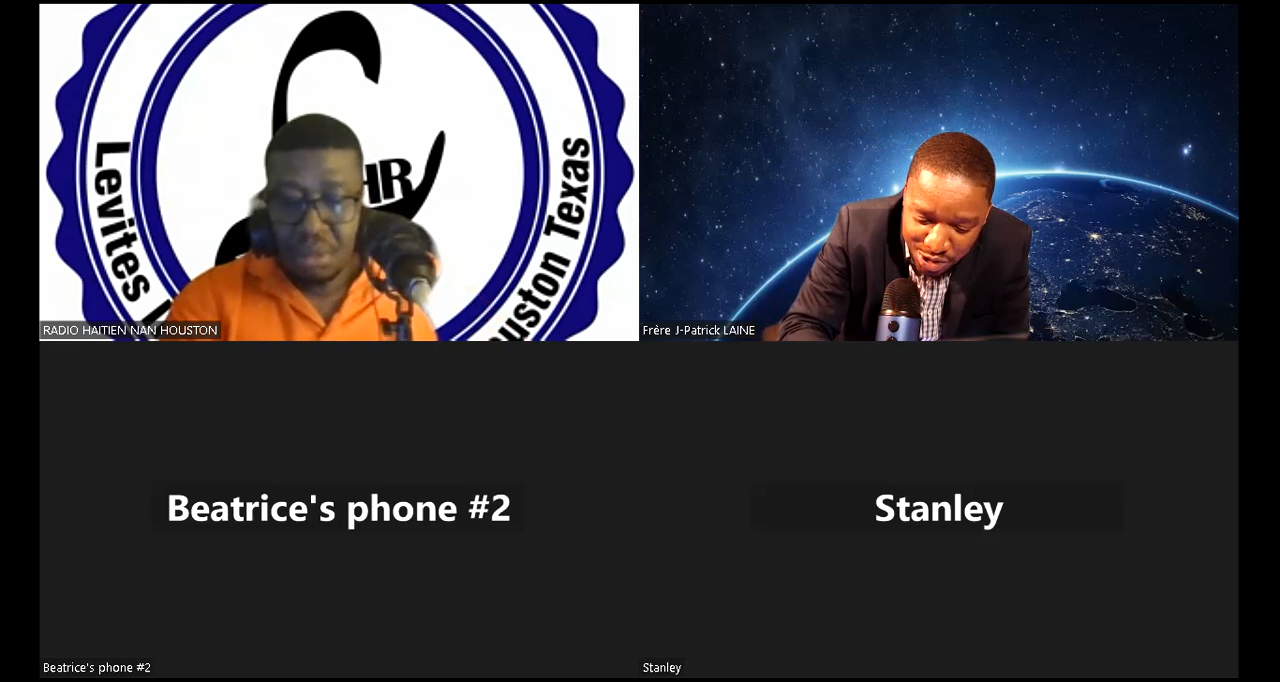 Levites
HR
Houston Texas
RADIO HAITIEN NAN HOUSTON
Frère J-Patrick LAINE
Beatrice's phone #2
Stanley
Beatrice's phone #2
Stanley